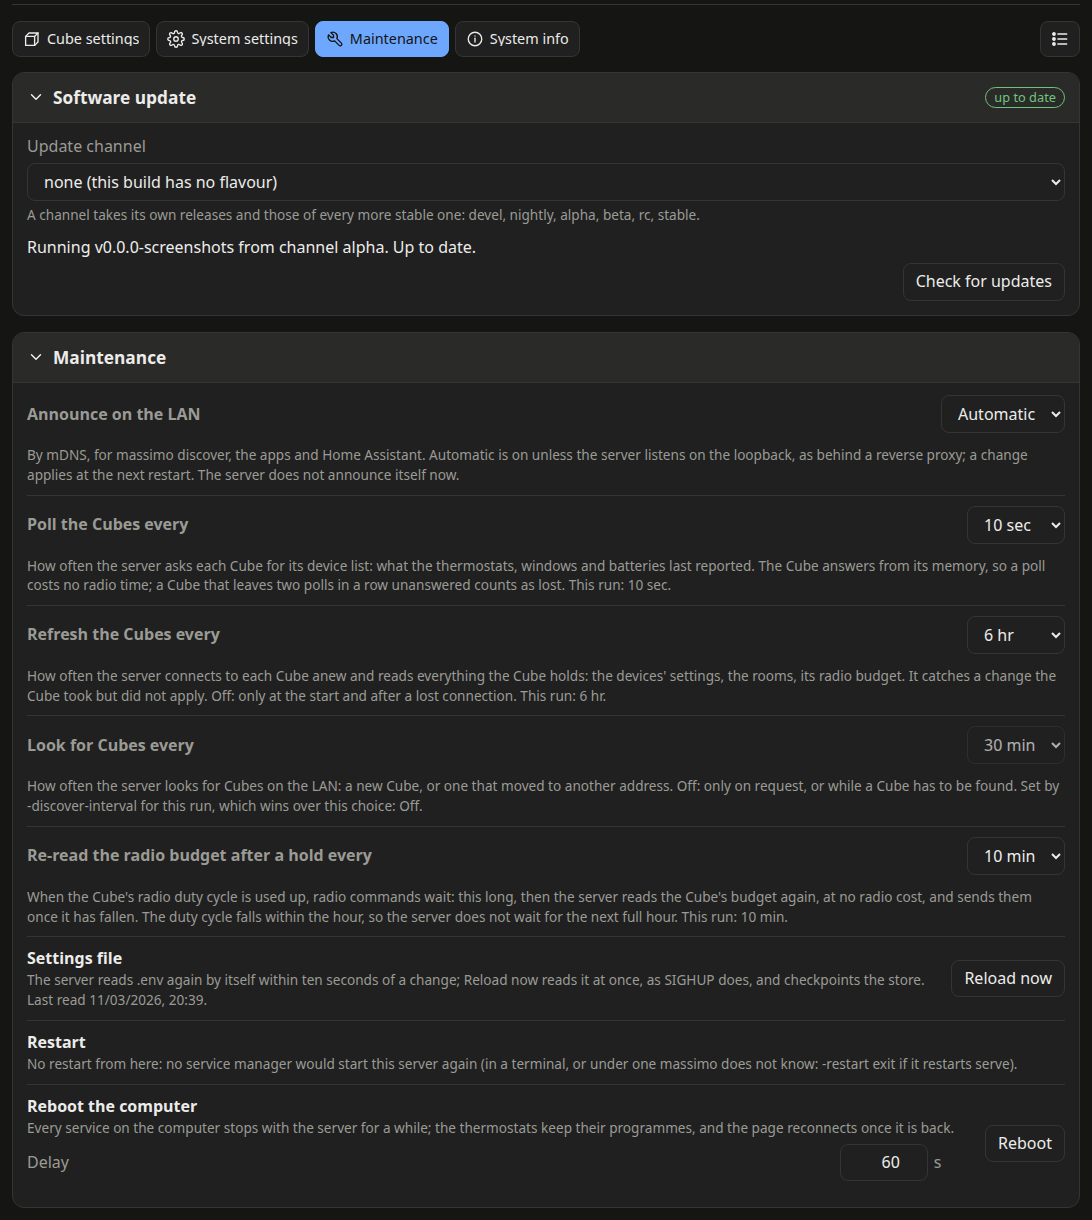 Cube settings System settings Maintenance System info
Software update up to date
Update channel
none (this build has no flavour)
A channel takes its own releases and those of every more stable one: devel, nightly, alpha, beta, rc, stable.
Running v0.0.0-screenshots from channel alpha. Up to date.
Check for updates
Maintenance
Announce on the LAN Automatic
By mDNS, for massimo discover, the apps and Home Assistant. Automatic is on unless the server listens on the loopback, as behind a reverse proxy; a change
applies at the next restart. The server does not announce itself now.
Poll the Cubes every 10 sec
How often the server asks each Cube for its device list: what the thermostats, windows and batteries last reported. The Cube answers from its memory, so a poll
costs no radio time; a Cube that leaves two polls in a row unanswered counts as lost. This run: 10 sec.
Refresh the Cubes every 6 hr
How often the server connects to each Cube anew and reads everything the Cube holds: the devices' settings, the rooms, its radio budget. It catches a change the
Cube took but did not apply. Off: only at the start and after a lost connection. This run: 6 hr.
Look for Cubes every 30 min
How often the server looks for Cubes on the LAN: a new Cube, or one that moved to another address. Off: only on request, or while a Cube has to be found. Set by
-discover-interval for this run, which wins over this choice: Off.
Re-read the radio budget after a hold every 10 min
When the Cube's radio duty cycle is used up, radio commands wait: this long, then the server reads the Cube's budget again, at no radio cost, and sends them
once it has fallen. The duty cycle falls within the hour, so the server does not wait for the next full hour. This run: 10 min.
Settings file
The server reads .env again by itself within ten seconds of a change; Reload now reads it at once, as SIGHUP does, and checkpoints the store.
Last read 11/03/2026, 20:39.
Reload now
Restart
No restart from here: no service manager would start this server again (in a terminal, or under one massimo does not know: -restart exit if it restarts serve).
Reboot the computer
Every service on the computer stops with the server for a while; the thermostats keep their programmes, and the page reconnects once it is back.
Delay 60 s
Reboot